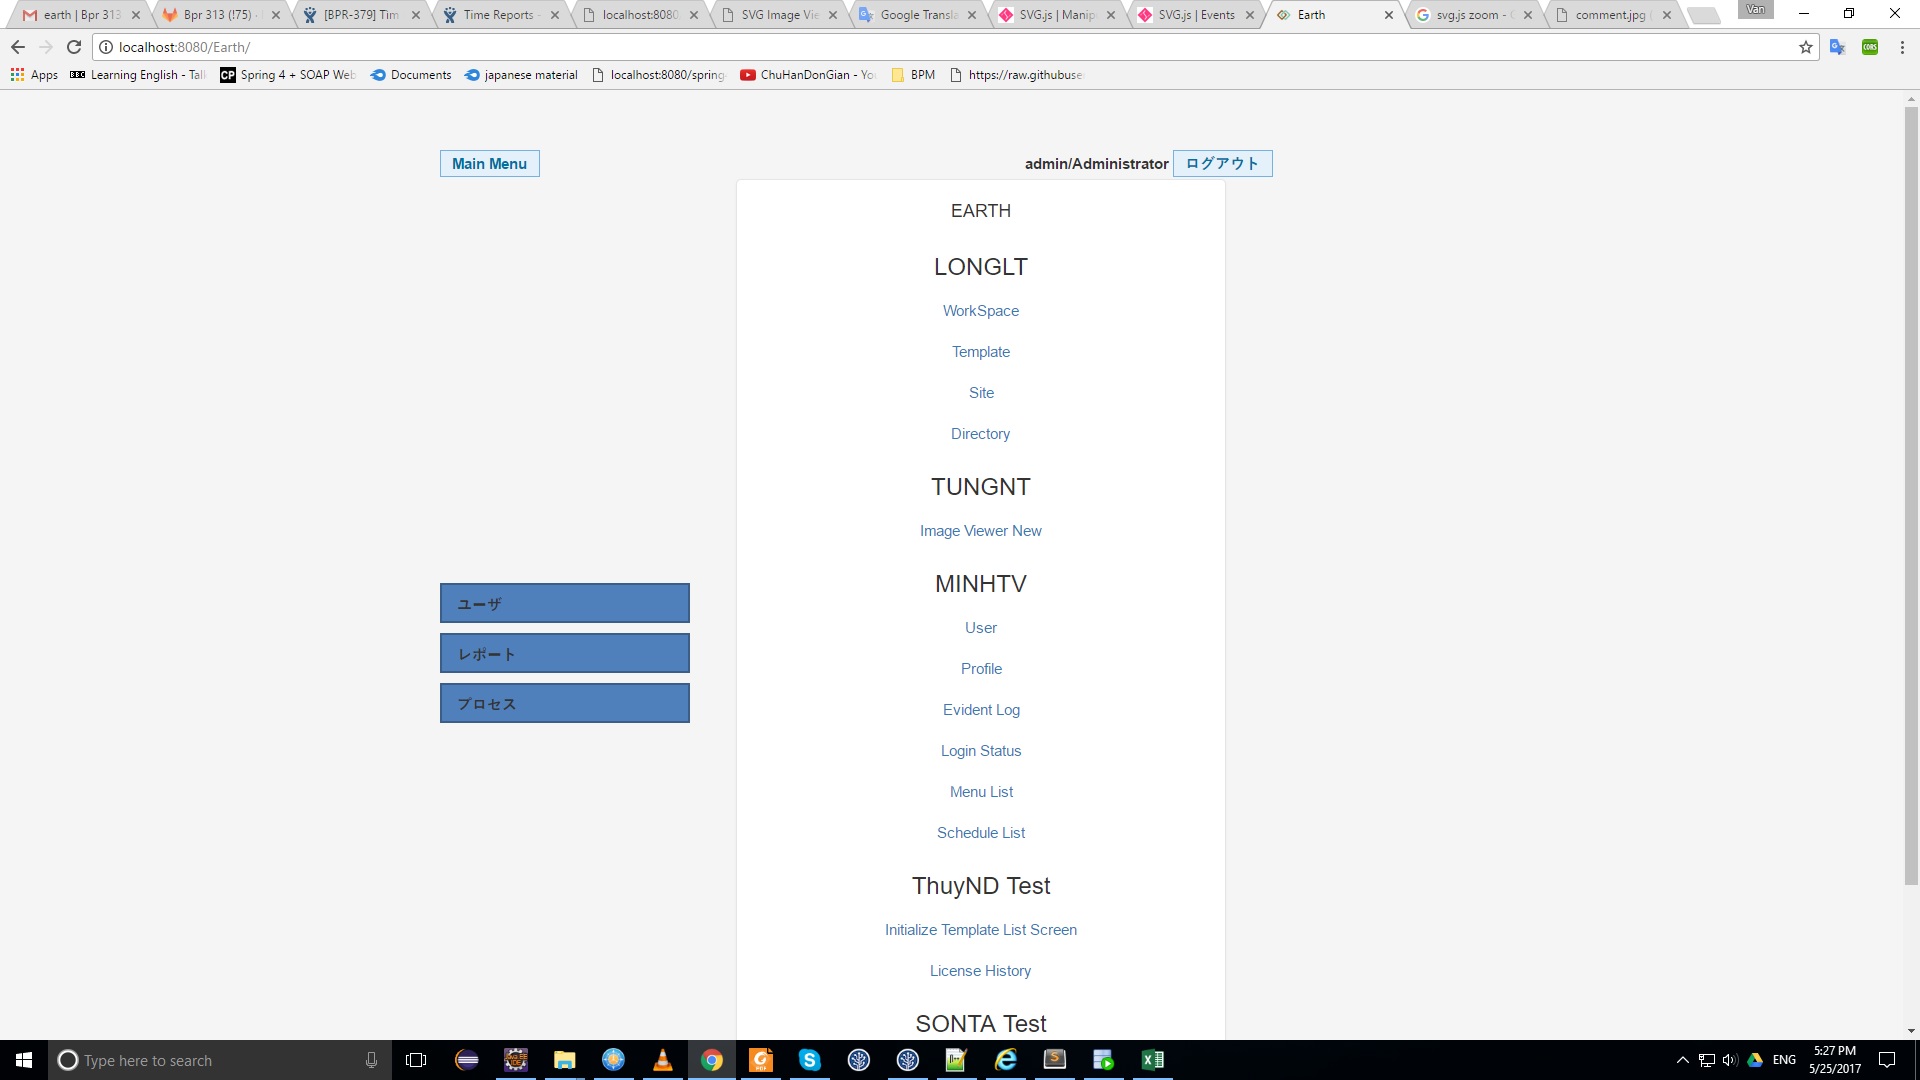 earth | Bpr 313
Bpr 313 (!75)
[BPR-379] Tim
Time Reports -
localhost:8080
SVG Image Vie
Google Transla
SVG.js | Manip
SVG.js | Events
Earth
svg.js zoom -
comment.jpg
Van
localhost:8080/Earth/
Apps
BBC Learning English - Talk
CP Spring 4 + SOAP Web
Documents
japanese material
localhost:8080/spring
ChuHanDonGian - Yo
BPM
https://raw.githubuse
Main Menu
admin/Administrator ログアウト
EARTH
LONGLT
WorkSpace
Template
Site
Directory
TUNGNT
Image Viewer New
MINHTV
ユーザ
レポート
プロセス
User
Profile
Evident Log
Login Status
Menu List
Schedule List
ThuyND Test
Initialize Template List Screen
License History
SONTA Test
Type here to search
ENG
5:27 PM
5/25/2017